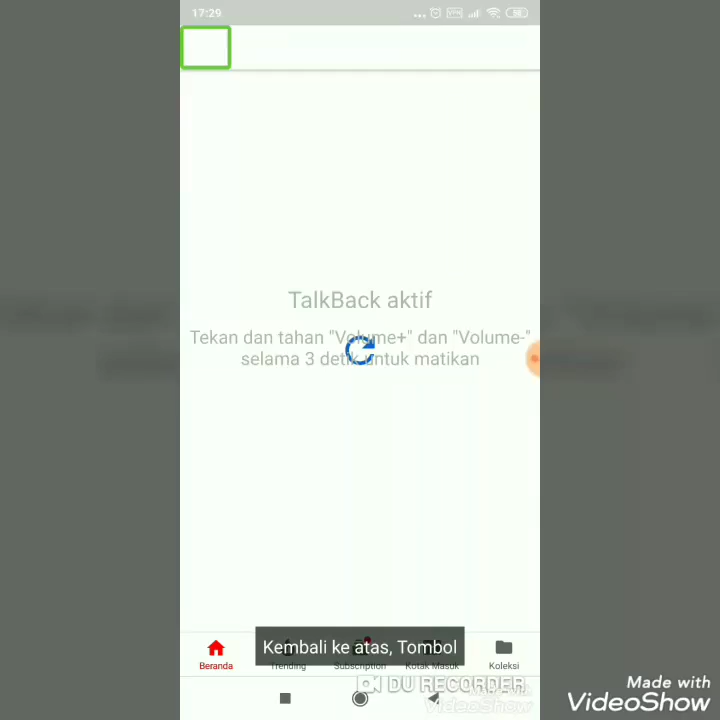 17:29
TalkBack aktif
Tekan dan tahan "Volume+" dan "Volume-"
selama 3 detik untuk matikan
Kembali ke atas, Tombol
Beranda
Trending
Subscription
Kotak Masuk
Koleksi
DU RECORDER
Made with
VideoShow